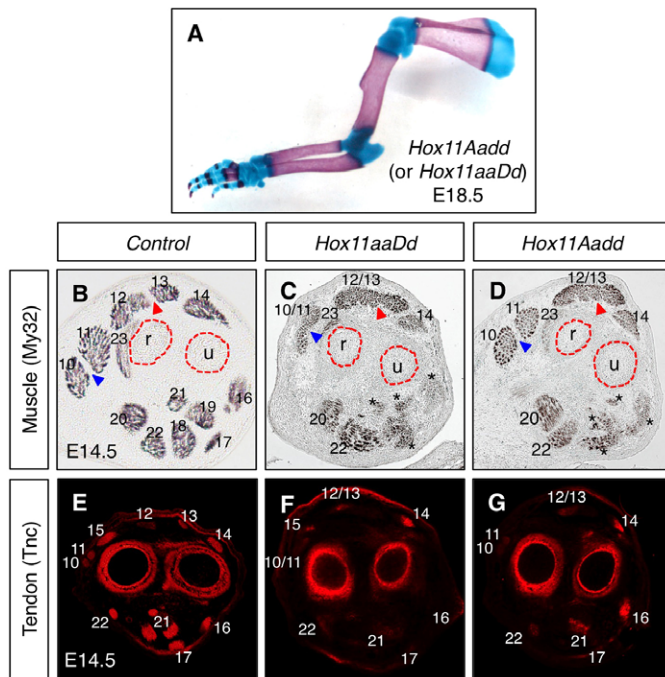 A
Hox11Aadd
(or Hox11aaDd)
E18.5
Control
Hox11aaDd
Hox11Aadd
Muscle (My32)
B
12
13
14
11
23
10
r
u
21
16
20
19
22
18
17
E14.5
C
12/13
10/11
23
14
r
u
*
*
*
20
*
22
*
D
12/13
11
14
10
23
r
u
*
20
*
*
22
*
*
Tendon (Tnc)
E
12
13
15
14
11
10
22
21
16
17
E14.5
F
12/13
15
14
10/11
16
22
21
17
G
12/13
14
11
10
16
22
21
17